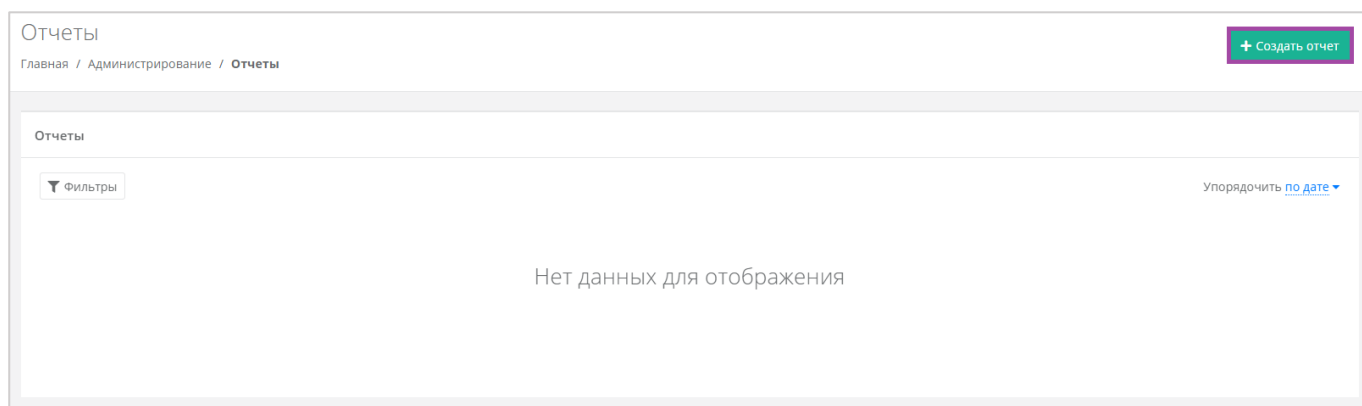 Отчеты
+ Создать отчет
Главная / Администрирование / Отчеты
Отчеты
Фильтры
Упорядочить по дате
Нет данных для отображения